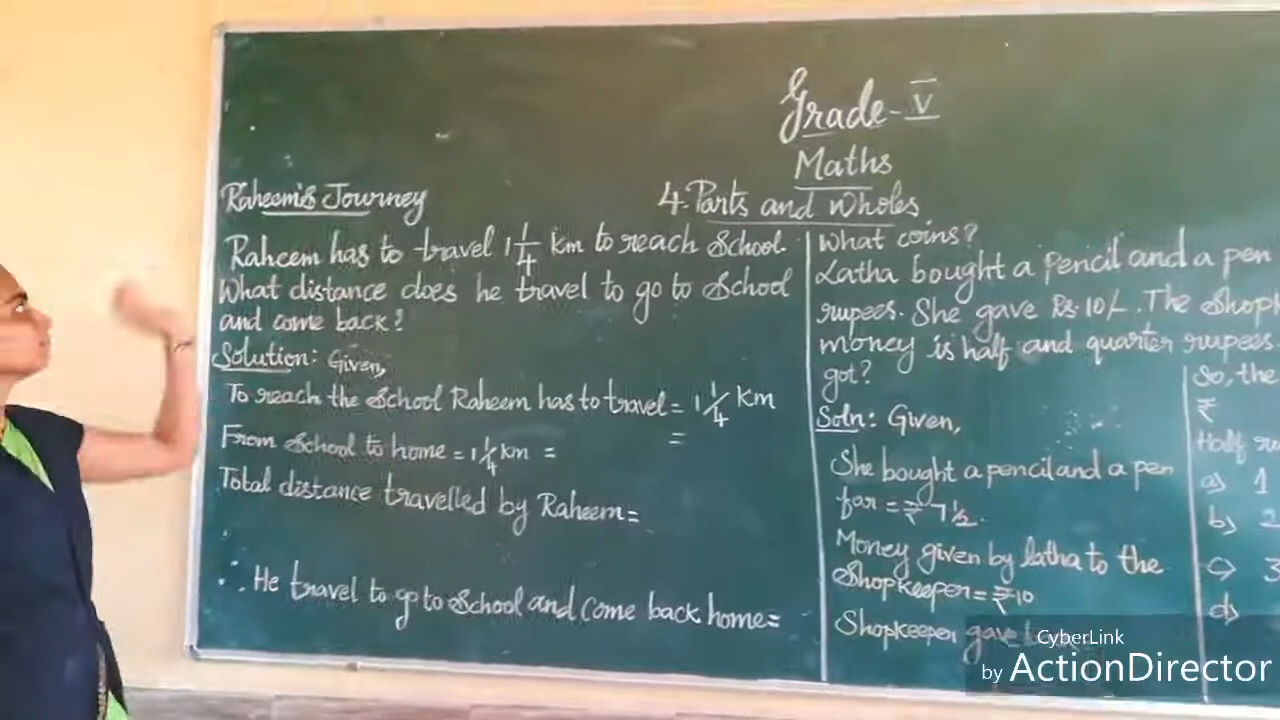 Grade-V
Maths
4. Parts and Wholes
Raheem's Journey
Raheem has to travel 1 1/4 km to reach School.
What distance does he travel to go to School
and come back?
Solution: Given,
To reach the School Raheem has to travel = 1 1/4 Km
=
From School to home = 1 1/4 km =
Total distance travelled by Raheem =
∴ He travel to go to School and Come back home =
What coins?
Latha bought a Pencil and a pen
rupees. She gave Rs. 10/-. The Shop
money is half and quarter rupees.
got?
Soln: Given,
She bought a pencil and a pen
for = ₹ 7 1/2.
Money given by latha to the
Shopkeeper = ₹10
Shopkeeper gave
So, the
₹
Half
a) 1
b) 2
c) 3
d)
CyberLink
by ActionDirector